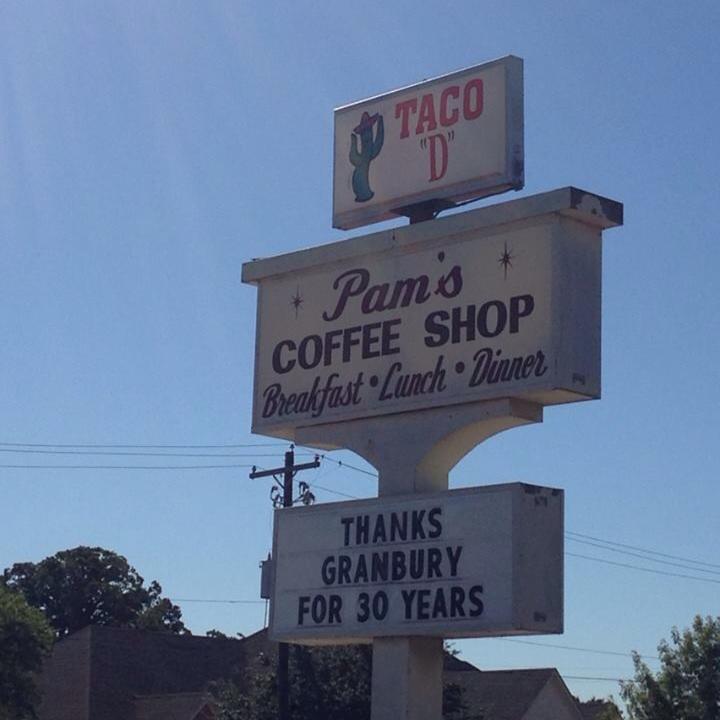 TACO
"D"
Pam's
COFFEE SHOP
Breakfast • Lunch • Dinner
THANKS
GRANBURY
FOR 30 YEARS